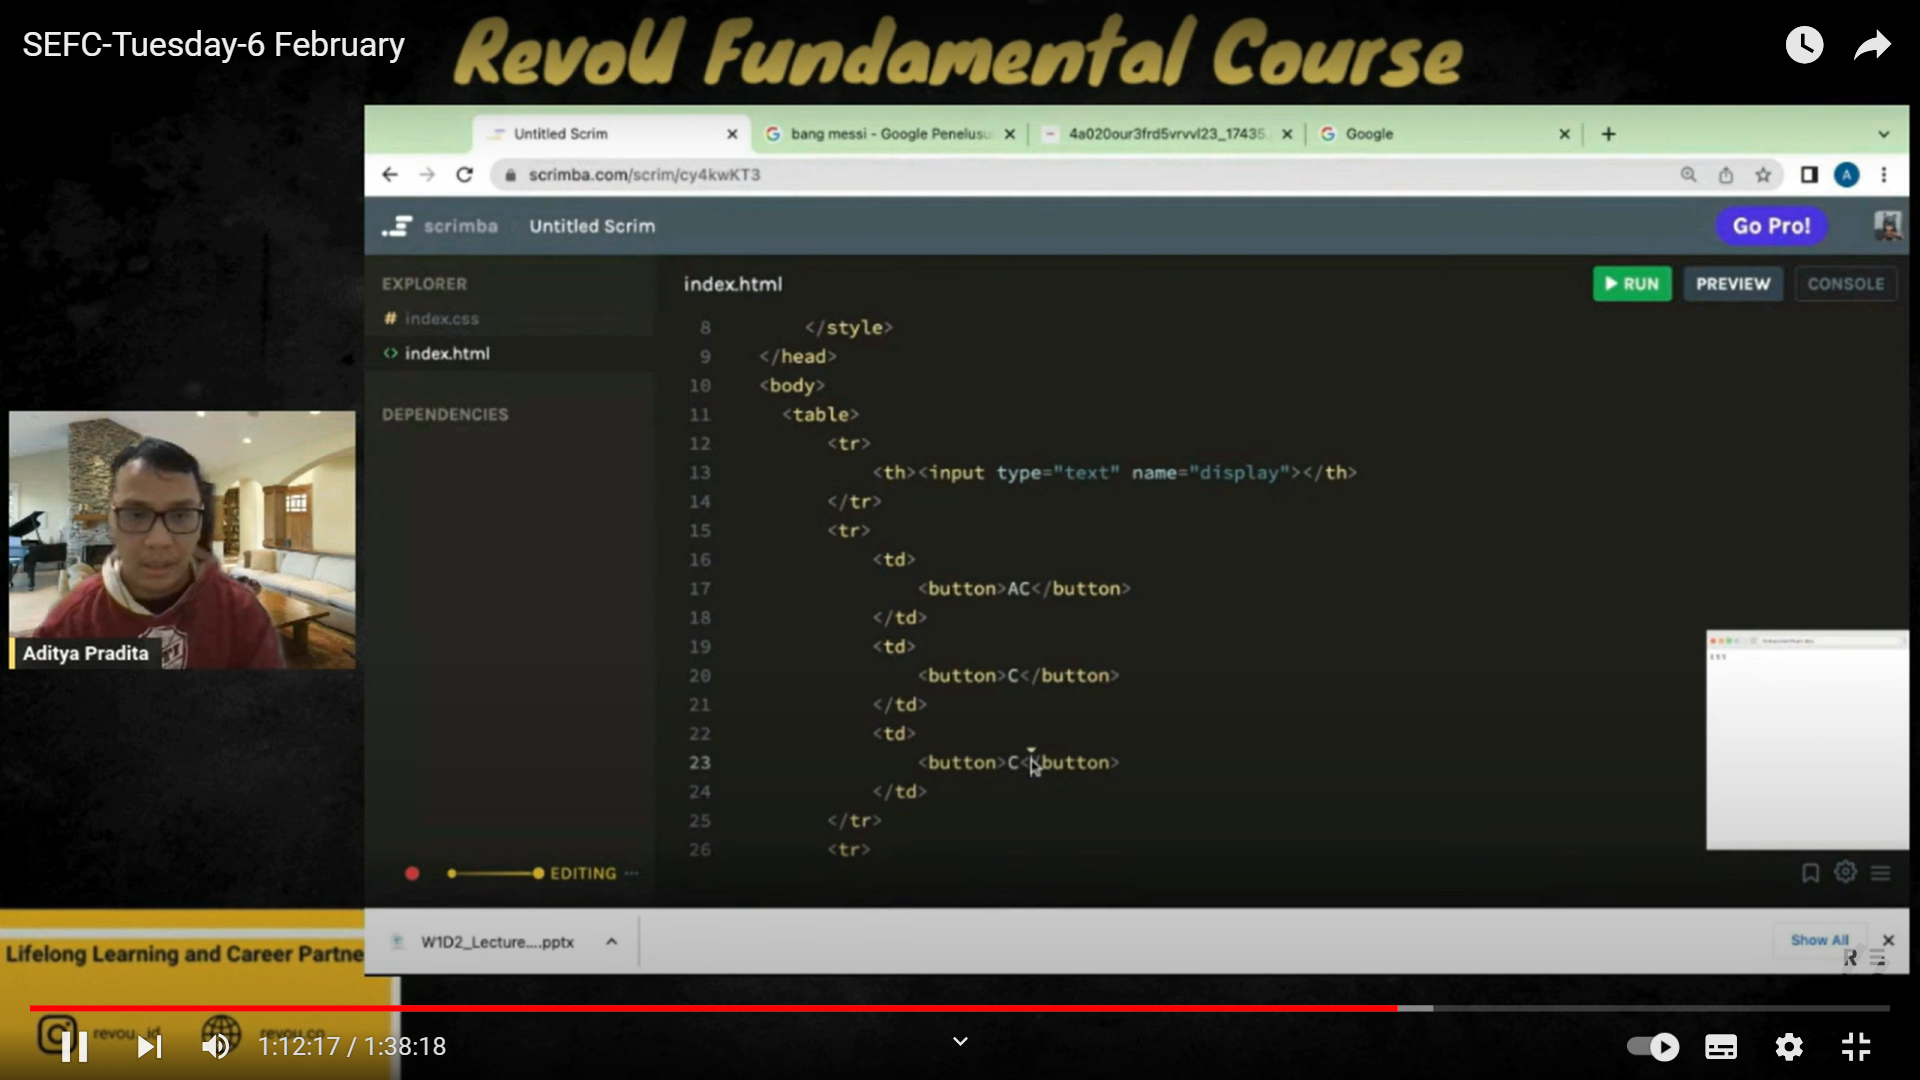 SEFC-Tuesday-6 February
RevoU Fundamental Course
Untitled Scrim
bang messi - Google Penelusu
4a020our3frd5vrvvl23_17435
Google
scrimba.com/scrim/cy4kwKT3
A
scrimba
Untitled Scrim
Go Pro!
EXPLORER
# index.css
<> index.html
DEPENDENCIES
index.html
RUN
PREVIEW
CONSOLE
8 </style>
9 </head>
10 <body>
11 <table>
12 <tr>
13 <th><input type="text" name="display"></th>
14 </tr>
15 <tr>
16 <td>
17 <button>AC</button>
18 </td>
19 <td>
20 <button>C</button>
21 </td>
22 <td>
23 <button>C</button>
24 </td>
25 </tr>
26 <tr>
Aditya Pradita
EDITING ...
W1D2_Lecture....pptx
Show All
Lifelong Learning and Career Partne
revou_id
revou.co
1:12:17 / 1:38:18